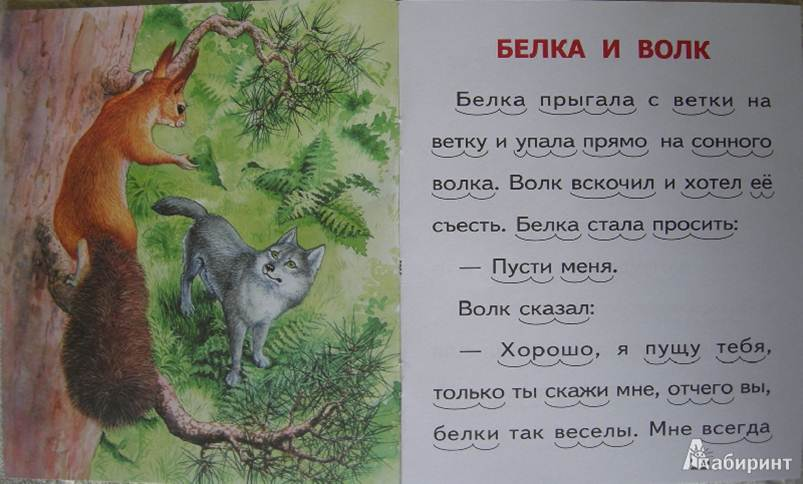 БЕЛКА И ВОЛК
Белка прыгала с ветки на
ветку и упала прямо на сонного
волка. Волк вскочил и хотел её
съесть. Белка стала просить:
— Пусти меня.
Волк сказал:
— Хорошо, я пущу тебя,
только ты скажи мне, отчего вы,
белки так веселы. Мне всегда
Лабиринт